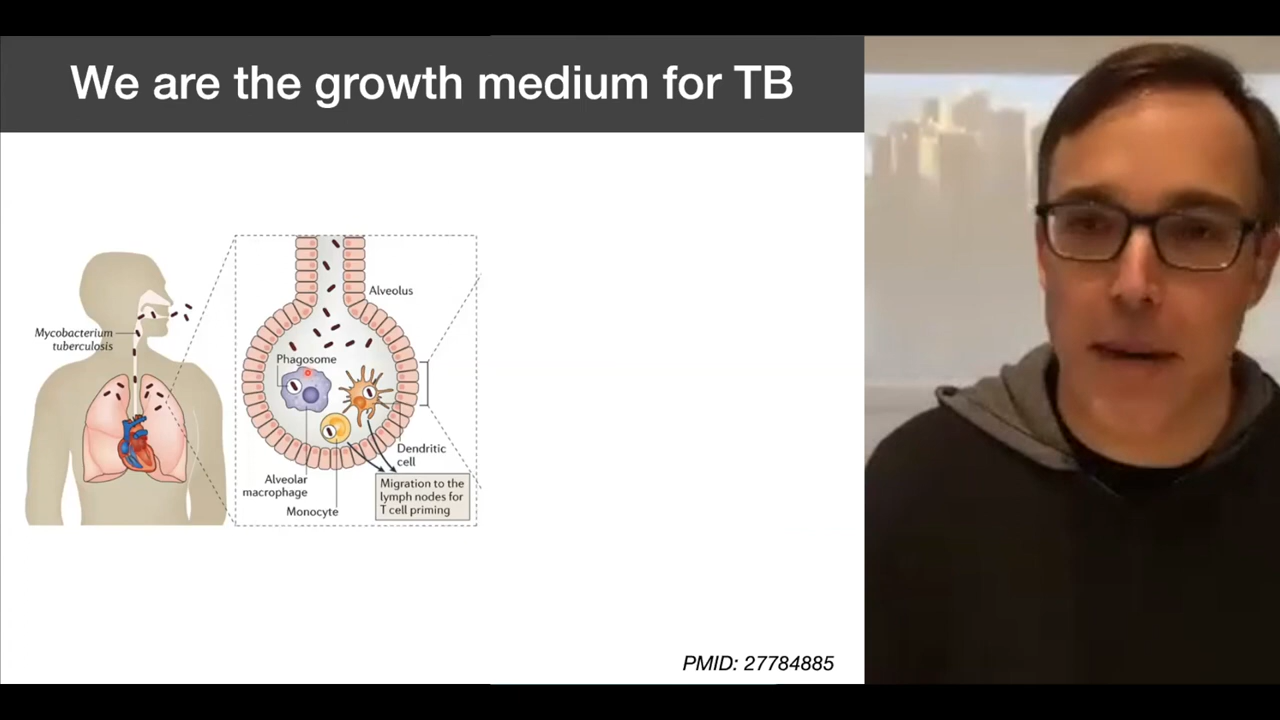 We are the growth medium for TB
Mycobacterium
tuberculosis
Alveolus
Phagosome
Dendritic
cell
Alveolar
macrophage
Monocyte
Migration to the
lymph nodes for
T cell priming
PMID: 27784885